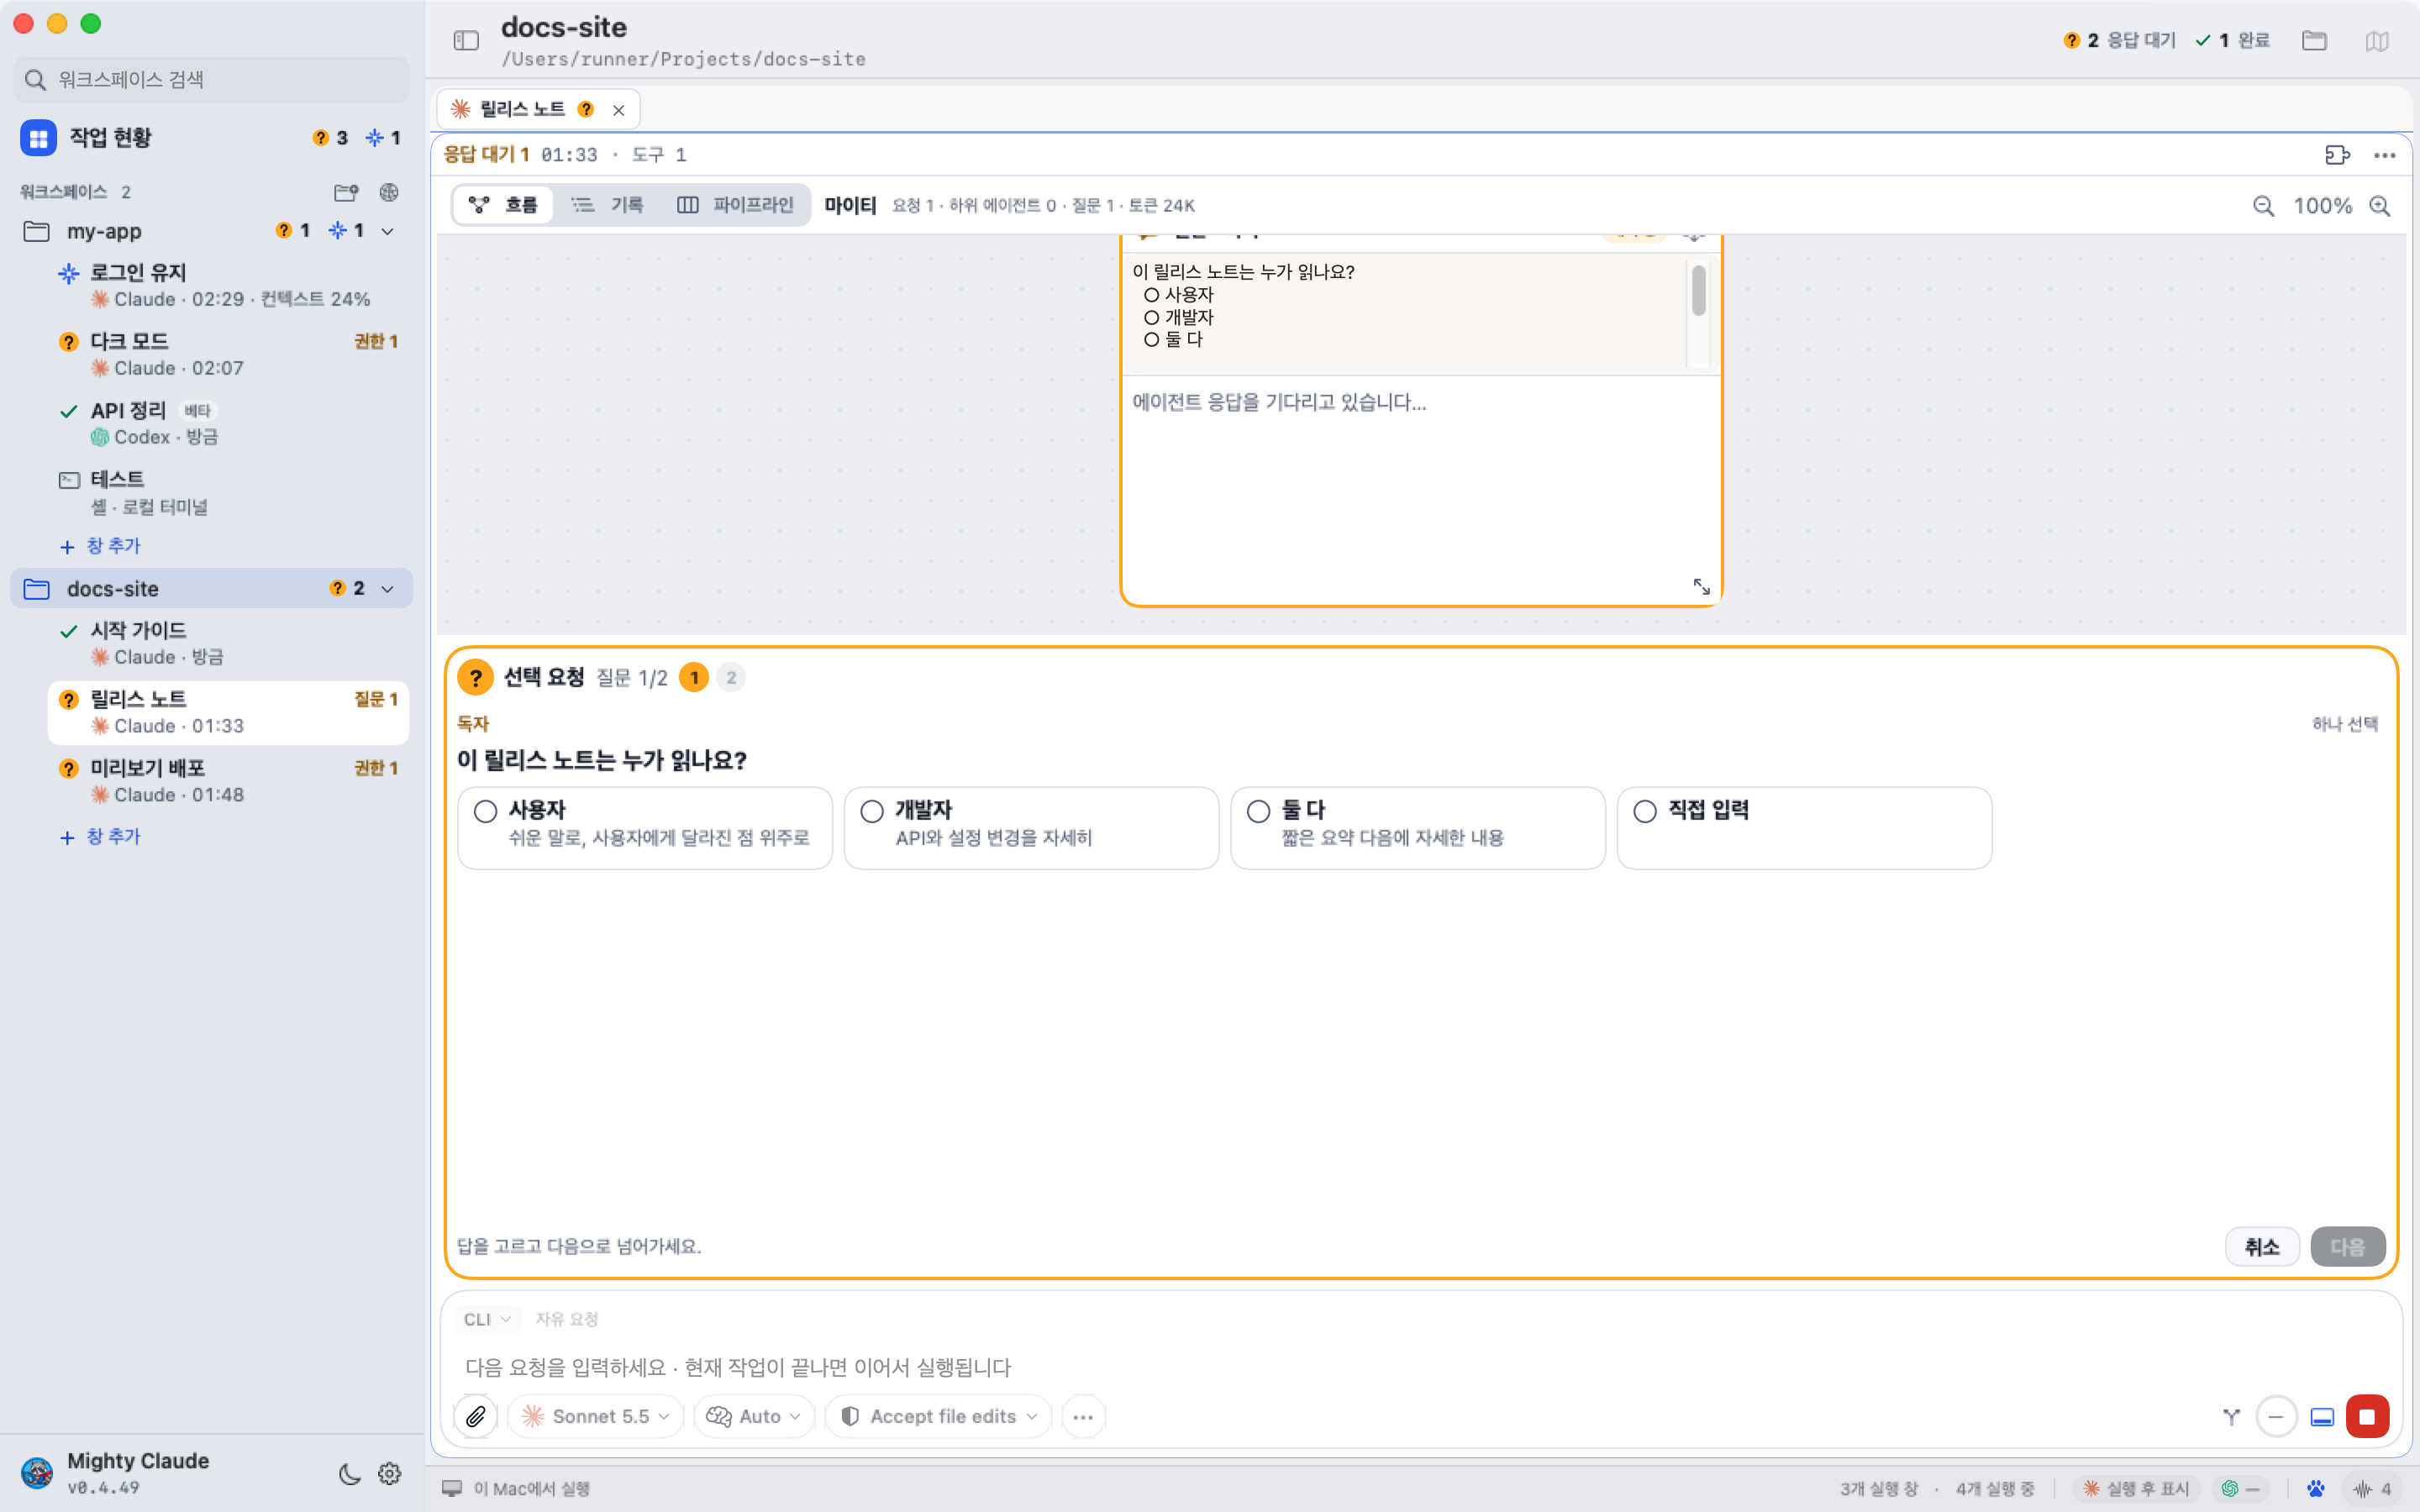 워크스페이스 검색
작업 현황 ? 3 1
워크스페이스 2
my-app ? 1 1
로그인 유지
Claude · 02:29 · 컨텍스트 24%
? 다크 모드 권한 1
Claude · 02:07
API 정리 베타
Codex · 방금
테스트
셸 · 로컬 터미널
+ 창 추가
docs-site ? 2
시작 가이드
Claude · 방금
? 릴리스 노트 질문 1
Claude · 01:33
? 미리보기 배포 권한 1
Claude · 01:48
+ 창 추가
Mighty Claude
v0.4.49
docs-site
/Users/runner/Projects/docs-site
? 2 응답 대기 1 완료
릴리스 노트 ?
응답 대기 1 01:33 · 도구 1
흐름 기록 파이프라인 마이티 요청 1 · 하위 에이전트 0 · 질문 1 · 토큰 24K 100%
이 릴리스 노트는 누가 읽나요?
사용자
개발자
둘 다
에이전트 응답을 기다리고 있습니다...
? 선택 요청 질문 1/2 1 2
독자 하나 선택
이 릴리스 노트는 누가 읽나요?
사용자
쉬운 말로, 사용자에게 달라진 점 위주로
개발자
API와 설정 변경을 자세히
둘 다
짧은 요약 다음에 자세한 내용
직접 입력
답을 고르고 다음으로 넘어가세요. 취소 다음
CLI 자유 요청
다음 요청을 입력하세요 · 현재 작업이 끝나면 이어서 실행됩니다
Sonnet 5.5 Auto Accept file edits
이 Mac에서 실행 3개 실행 창 · 4개 실행 중 실행 후 표시 — 4